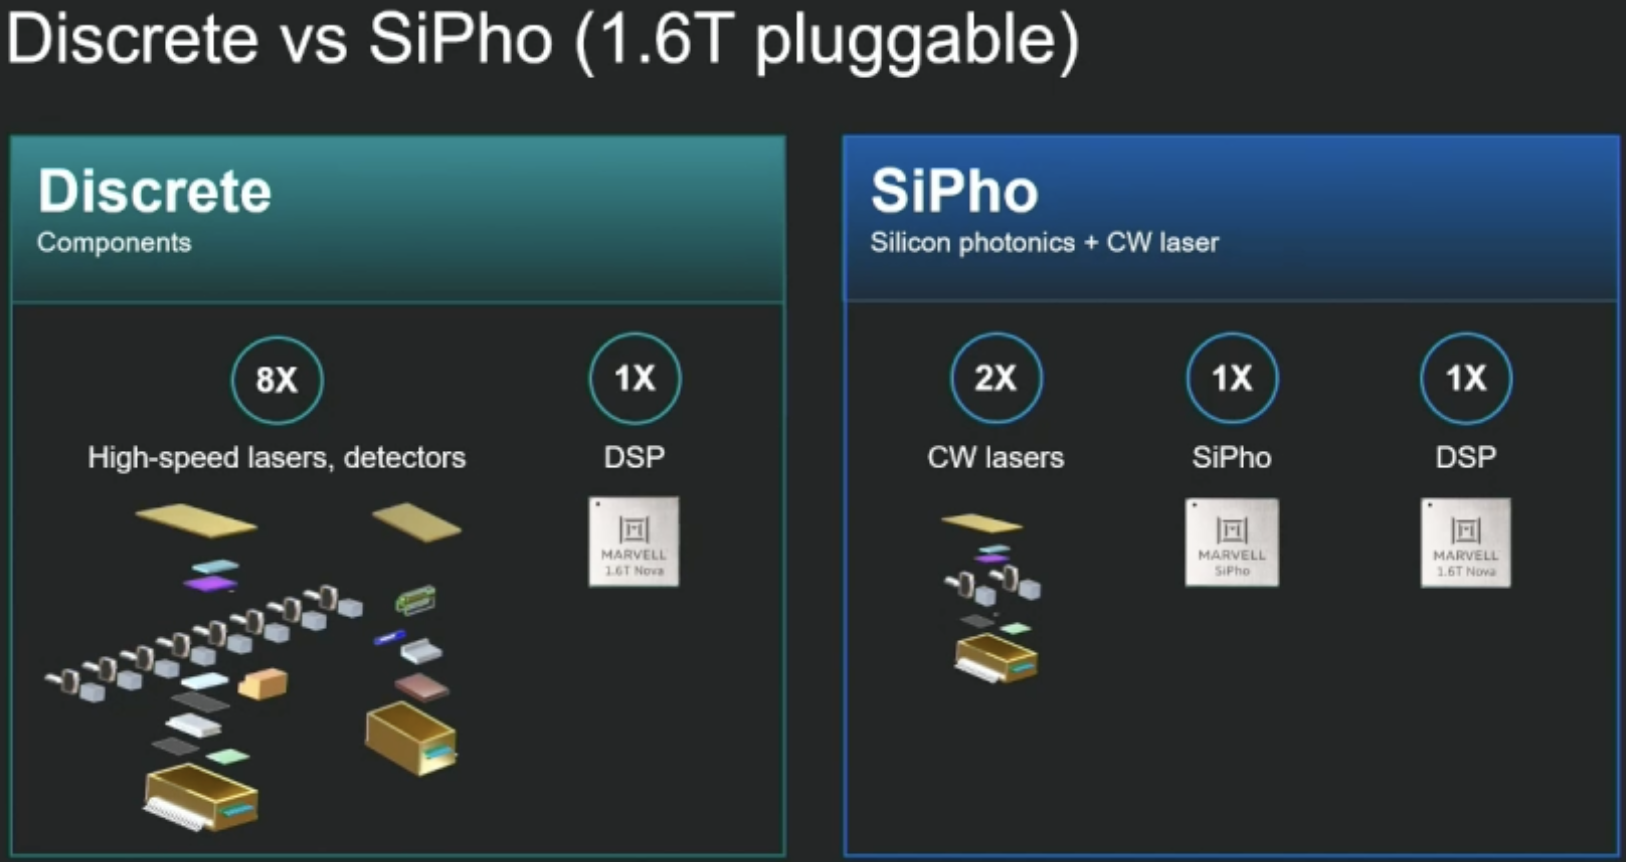 Discrete vs SiPho (1.6T pluggable)
Discrete
Components
8X
High-speed lasers, detectors
1X
DSP
MARVELL
1.6T Nova
SiPho
Silicon photonics + CW laser
2X
CW lasers
1X
SiPho
MARVELL
SiPho
1X
DSP
MARVELL
1.6T Nova